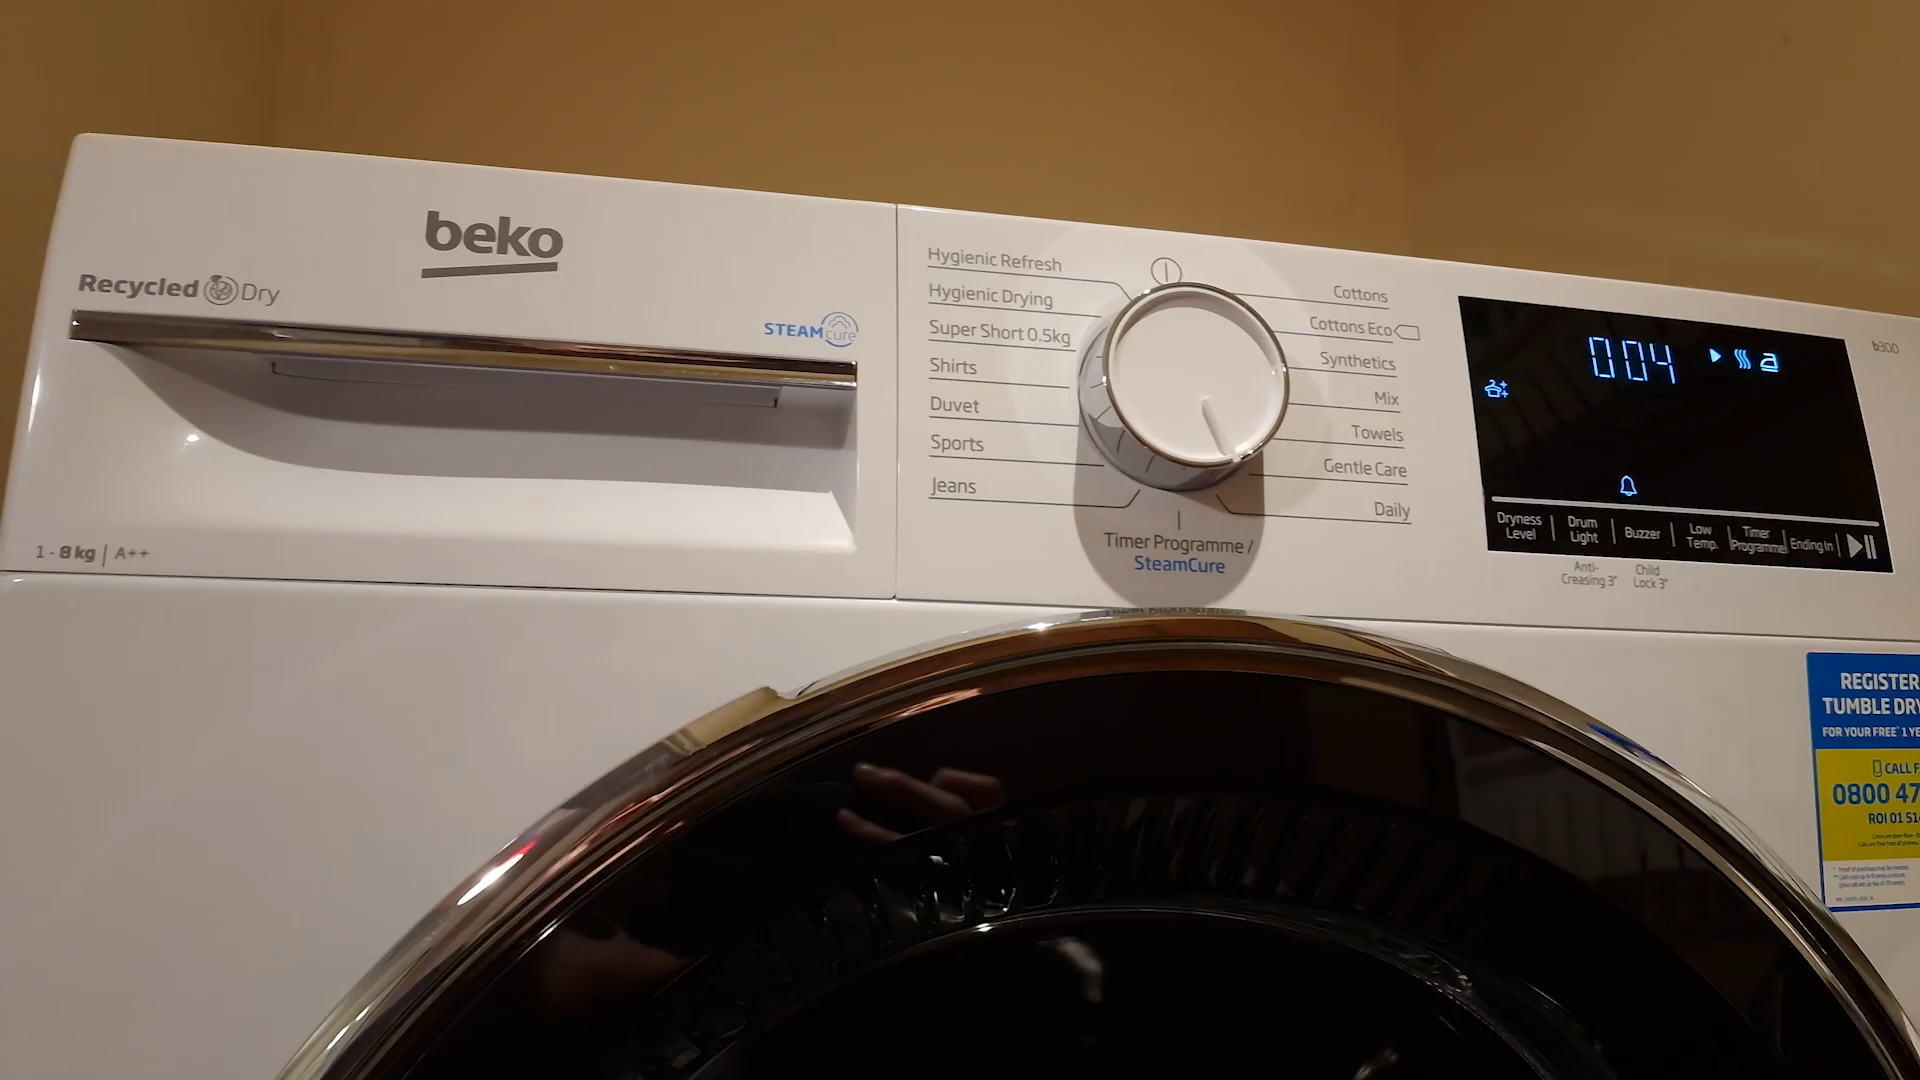 beko
Recycled Dry
STEAMcure
1 - 8 kg | A++
Hygienic Refresh
Hygienic Drying
Super Short 0.5kg
Shirts
Duvet
Sports
Jeans
Timer Programme /
SteamCure
Cottons
Cottons Eco
Synthetics
Mix
Towels
Gentle Care
Daily
004
b300
Dryness Level
Drum Light
Buzzer
Low Temp.
Timer Programme
Ending In
Anti-Creasing 3"
Child Lock 3"
REGISTER
TUMBLE DRY
FOR YOUR FREE* 1 YE
CALL F
0800 47
ROI 01 51